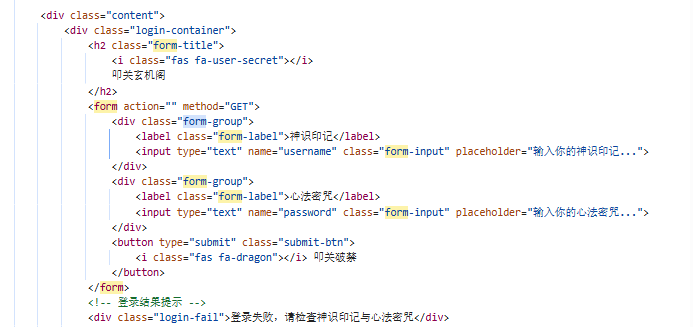 <div class="content">
<div class="login-container">
<h2 class="form-title">
<i class="fas fa-user-secret"></i>
叩关玄机阁
</h2>
<form action="" method="GET">
<div class="form-group">
<label class="form-label">神识印记</label>
<input type="text" name="username" class="form-input" placeholder="输入你的神识印记...">
</div>
<div class="form-group">
<label class="form-label">心法密咒</label>
<input type="text" name="password" class="form-input" placeholder="输入你的心法密咒...">
</div>
<button type="submit" class="submit-btn">
<i class="fas fa-dragon"></i> 叩关破禁
</button>
</form>
<!-- 登录结果提示 -->
<div class="login-fail">登录失败，请检查神识印记与心法密咒</div>